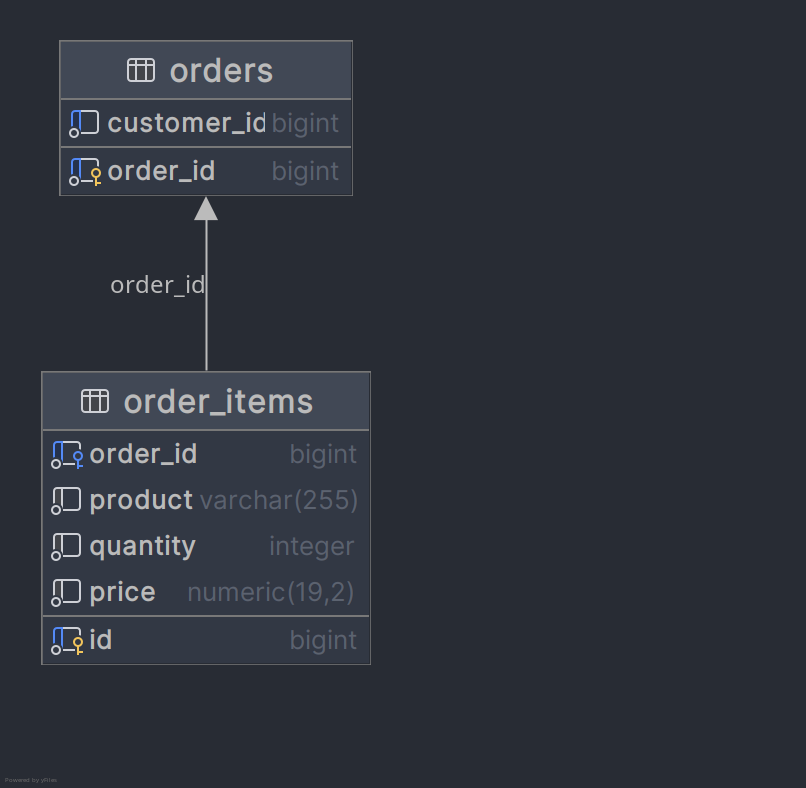 orders
customer_id bigint
order_id bigint
order_id
order_items
order_id bigint
product varchar(255)
quantity integer
price numeric(19,2)
id bigint
Powered by yFiles